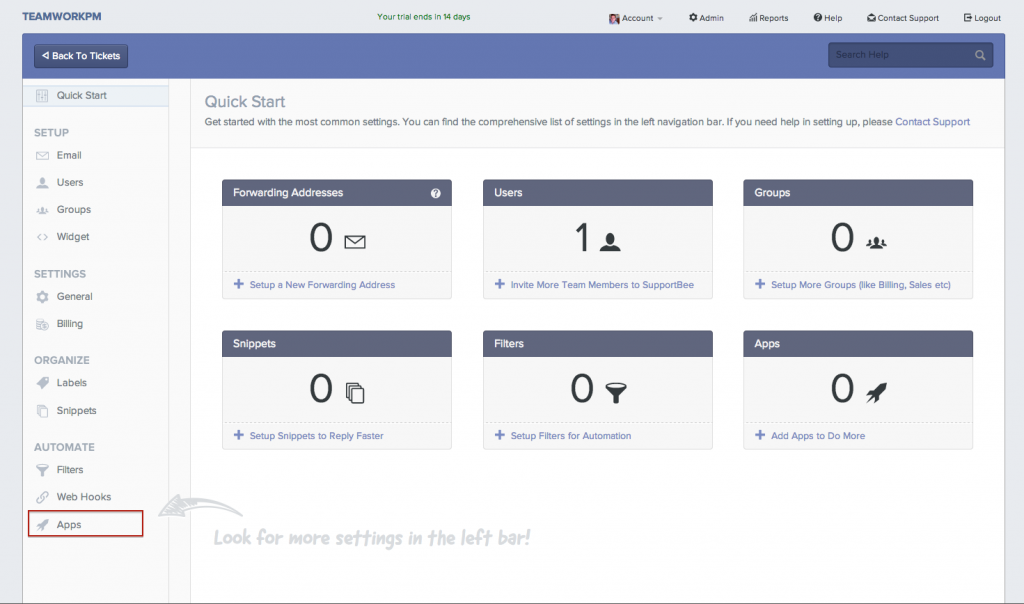 TEAMWORKPM
Your trial ends in 14 days
Account
Admin
Reports
Help
Contact Support
Logout
Back To Tickets
Search Help
Quick Start
SETUP
Email
Users
Groups
Widget
SETTINGS
General
Billing
ORGANIZE
Labels
Snippets
AUTOMATE
Filters
Web Hooks
Apps
Quick Start
Get started with the most common settings. You can find the comprehensive list of settings in the left navigation bar. If you need help in setting up, please Contact Support
Forwarding Addresses
0
Setup a New Forwarding Address
Users
1
Invite More Team Members to SupportBee
Groups
0
Setup More Groups (like Billing, Sales etc)
Snippets
0
Setup Snippets to Reply Faster
Filters
0
Setup Filters for Automation
Apps
0
Add Apps to Do More
Look for more settings in the left bar!